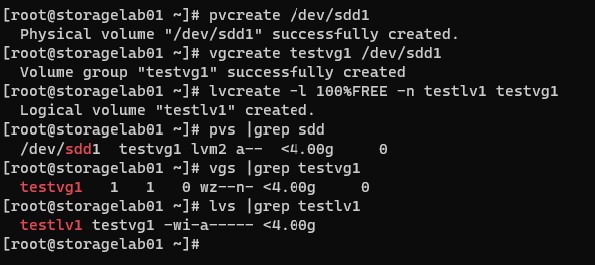 [root@storagelab01 ~]# pvcreate /dev/sdd1
  Physical volume "/dev/sdd1" successfully created.
[root@storagelab01 ~]# vgcreate testvg1 /dev/sdd1
  Volume group "testvg1" successfully created
[root@storagelab01 ~]# lvcreate -l 100%FREE -n testlv1 testvg1
  Logical volume "testlv1" created.
[root@storagelab01 ~]# pvs |grep sdd
  /dev/sdd1  testvg1 lvm2 a--  <4.00g     0
[root@storagelab01 ~]# vgs |grep testvg1
  testvg1   1   1   0 wz--n- <4.00g     0
[root@storagelab01 ~]# lvs |grep testlv1
  testlv1 testvg1 -wi-a----- <4.00g
[root@storagelab01 ~]#